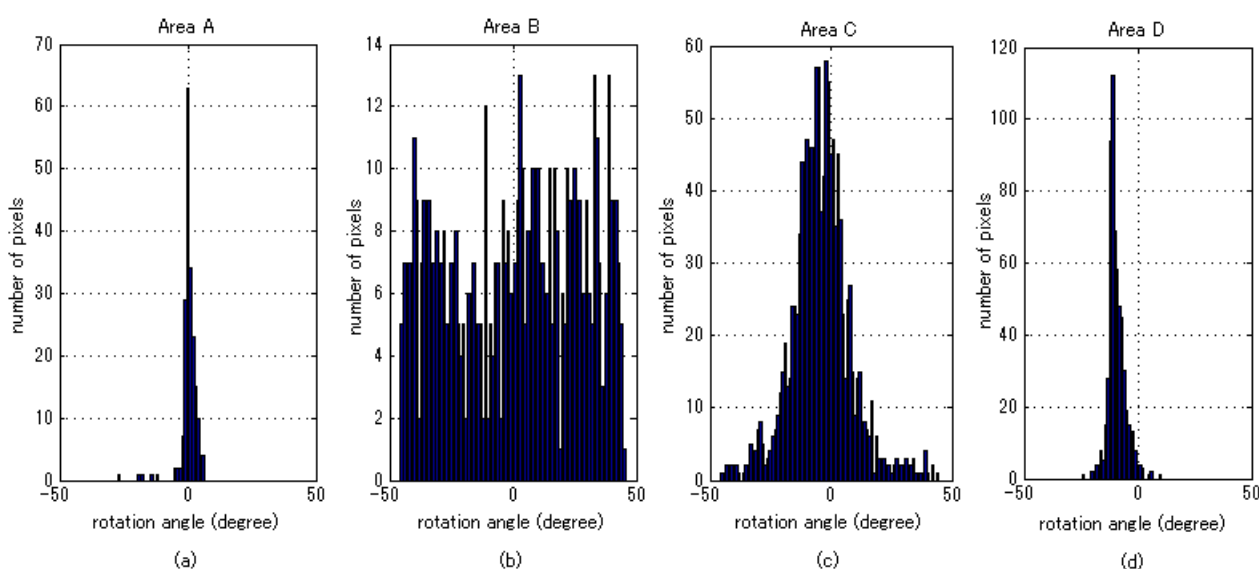 Area A
70
60
50
40
30
20
10
0
-50
0
50
number of pixels
rotation angle (degree)
(a)
Area B
14
12
10
8
6
4
2
0
-50
0
50
number of pixels
rotation angle (degree)
(b)
Area C
60
50
40
30
20
10
0
-50
0
50
number of pixels
rotation angle (degree)
(c)
Area D
120
100
80
60
40
20
0
-50
0
50
number of pixels
rotation angle (degree)
(d)